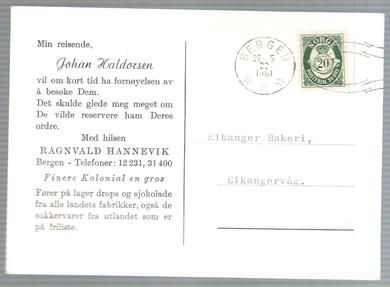 Min reisende,
Johan Haldorsen
vil om kort tid ha fornøyelsen av
å besøke Dem.
Det skulde glede meg meget om
De vilde reservere ham Deres
ordre.
Med hilsen
RAGNVALD HANNEVIK
Bergen - Telefoner: 12 231, 31 400
Finere Kolonial en gros
Fører på lager drops og sjokolade
fra alle landets fabrikker, også de
sukkervarer fra utlandet som er
på friliste.
BERGEN
22
1961
NORGE
20
Eikanger Bakeri,
Eikangervåg.